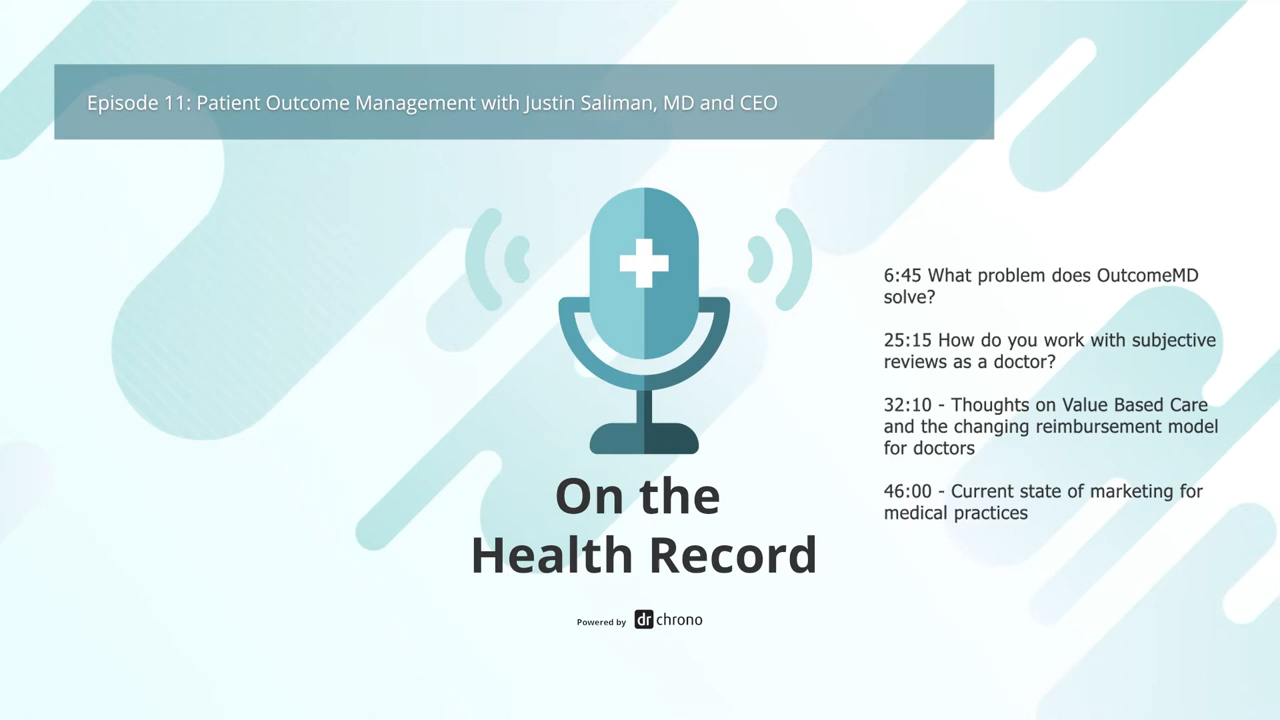 Episode 11: Patient Outcome Management with Justin Saliman, MD and CEO
6:45 What problem does OutcomeMD
solve?
25:15 How do you work with subjective
reviews as a doctor?
32:10 - Thoughts on Value Based Care
and the changing reimbursement model
for doctors
46:00 - Current state of marketing for
medical practices
On the
Health Record
Powered by dr chrono